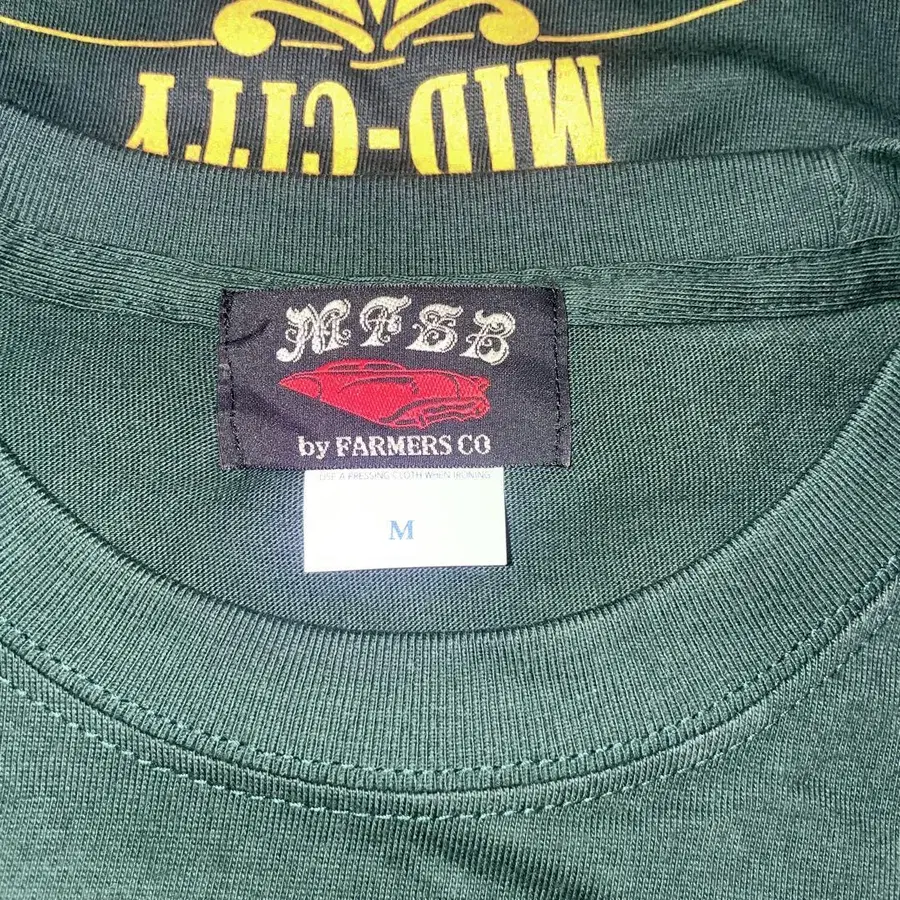 MID-CITY
MFSB
by FARMERS CO
USE A PRESSING CLOTH WHEN IRONING
M